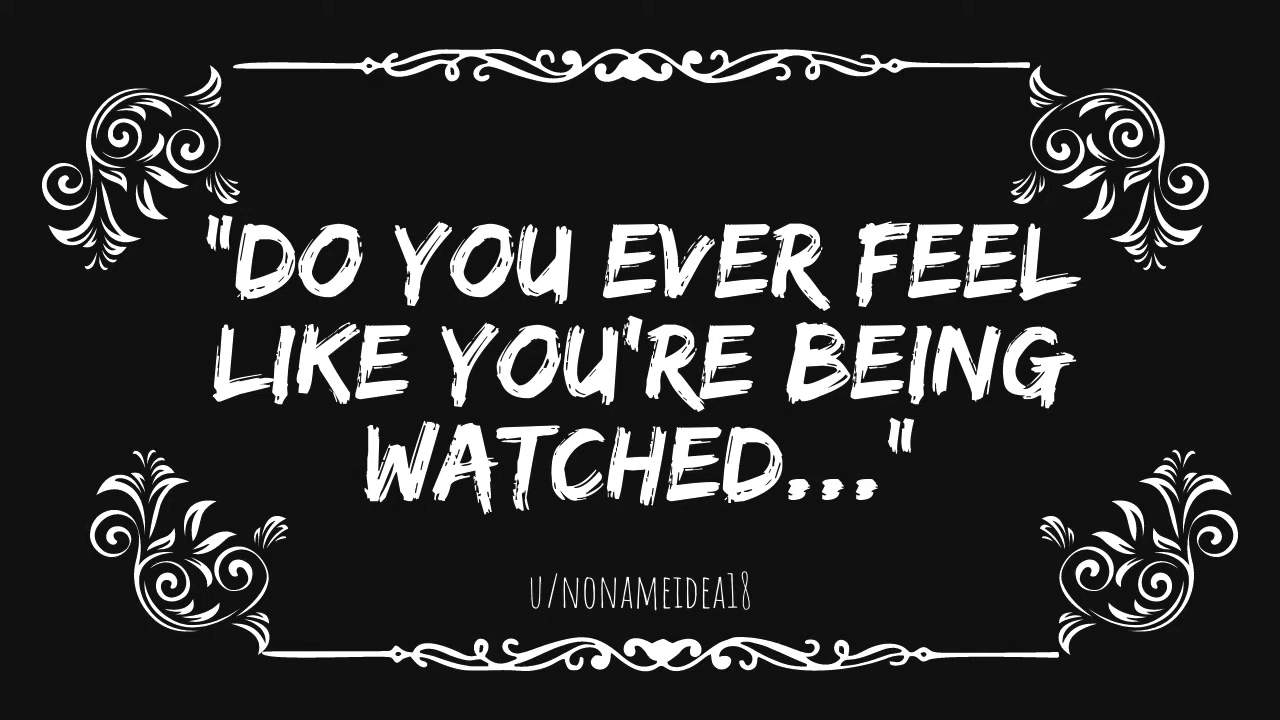 "DO YOU EVER FEEL
LIKE YOU'RE BEING
WATCHED..."
U/NONAMEIDEA18